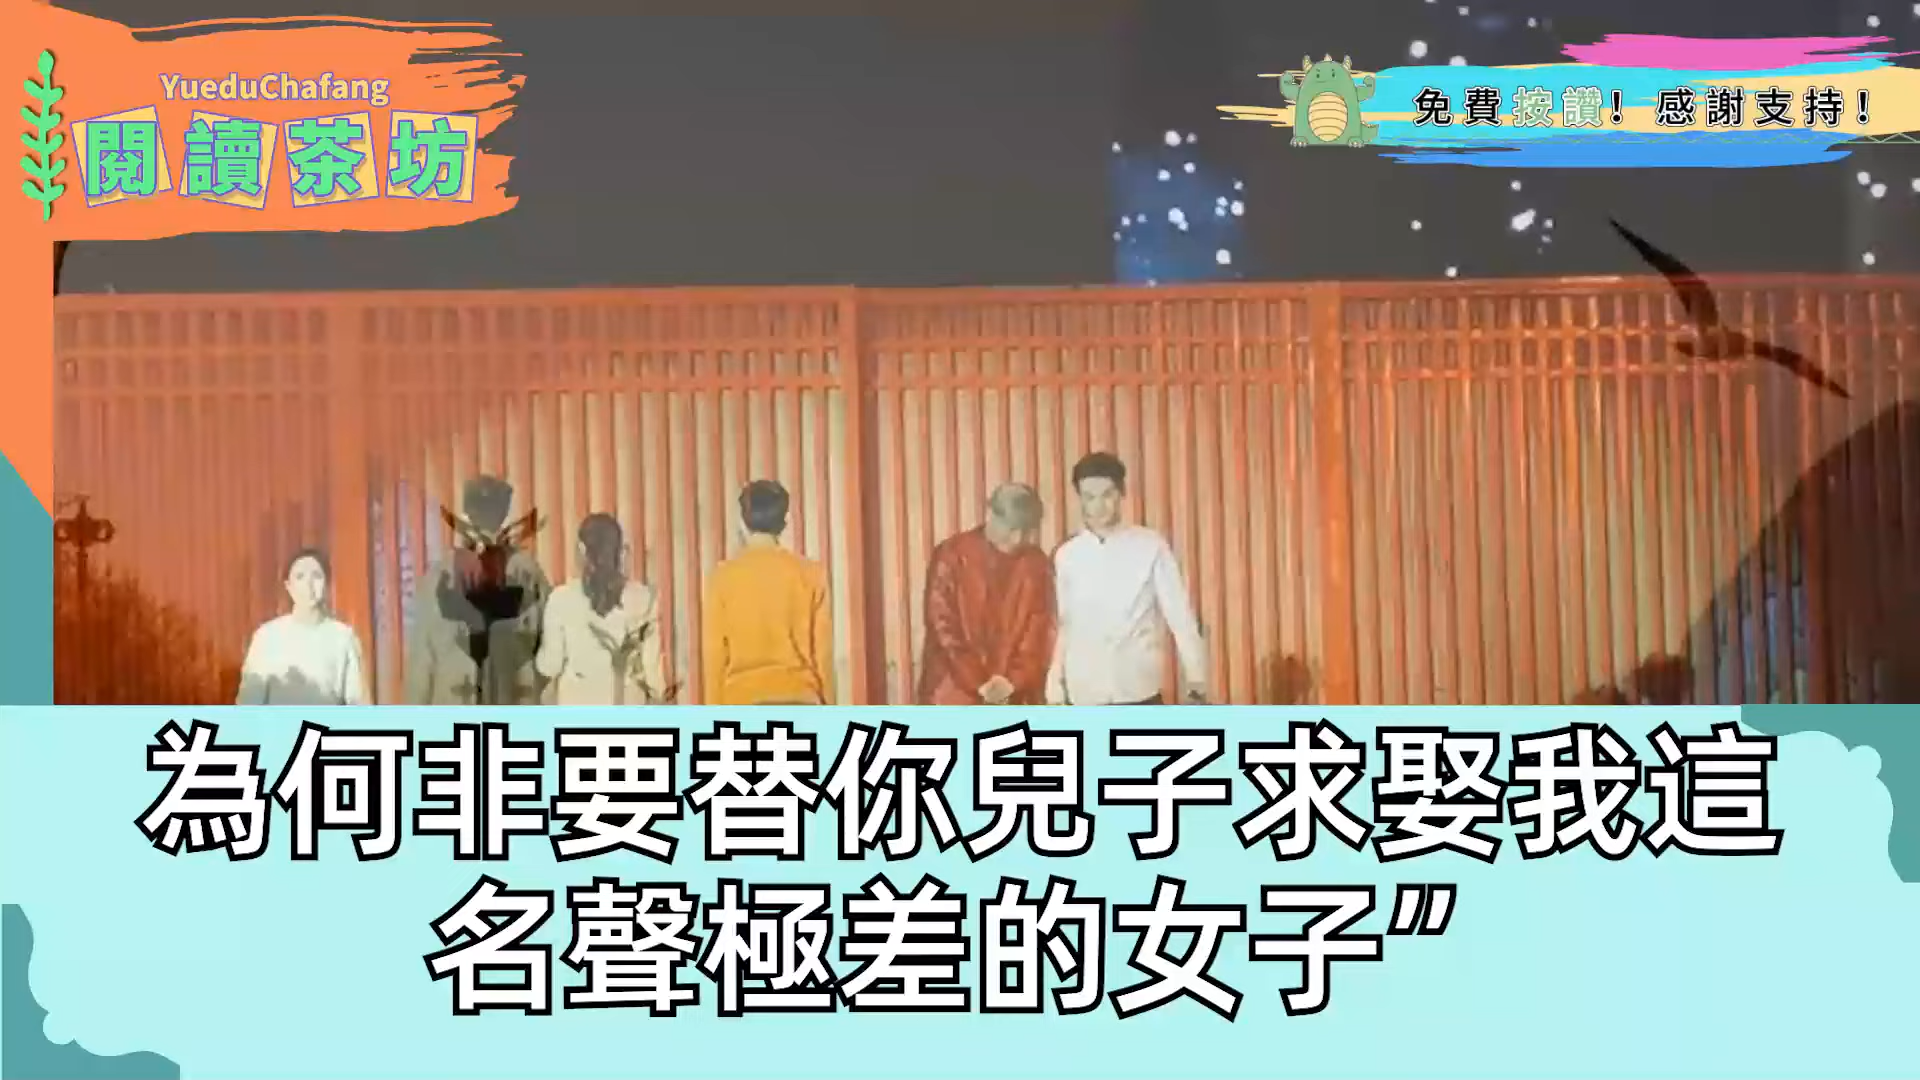 YueduChafang
閱讀茶坊
免費按讚！感謝支持！
為何非要替你兒子求娶我這
名聲極差的女子”